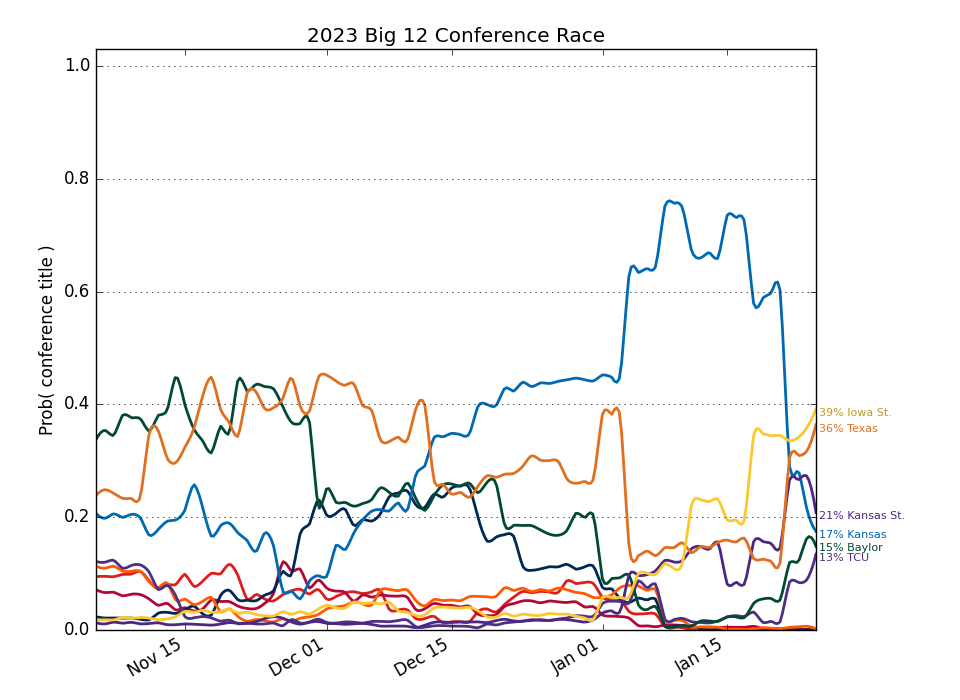 2023 Big 12 Conference Race
Prob( conference title )
1.0
0.8
0.6
0.4
0.2
0.0
39% Iowa St.
36% Texas
21% Kansas St.
17% Kansas
15% Baylor
13% TCU
Nov 15
Dec 01
Dec 15
Jan 01
Jan 15